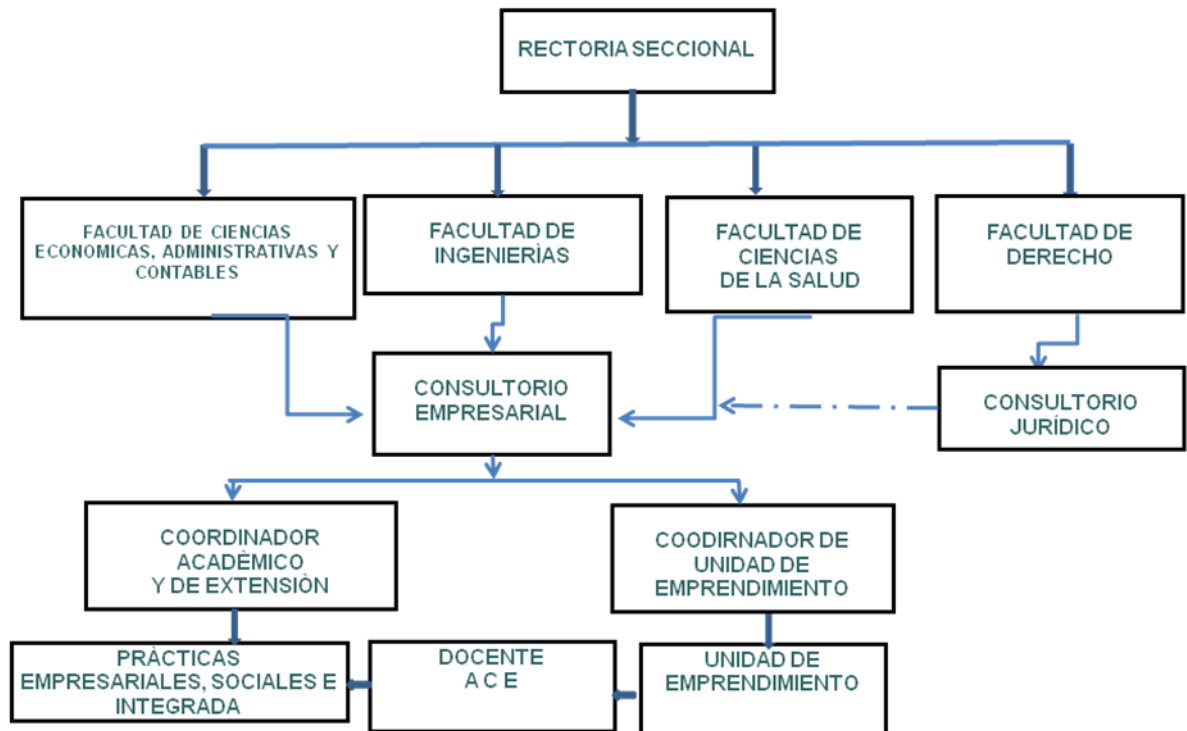 RECTORIA SECCIONAL
FACULTAD DE CIENCIAS
ECONOMICAS, ADMINISTRATIVAS Y
CONTABLES
FACULTAD DE
INGENIERÌAS
FACULTAD DE
CIENCIAS
DE LA SALUD
FACULTAD DE
DERECHO
CONSULTORIO
EMPRESARIAL
CONSULTORIO
JURÍDICO
COORDINADOR
ACADÈMICO
Y DE EXTENSIÒN
COODIRNADOR DE
UNIDAD DE
EMPRENDIMIENTO
PRÀCTICAS
EMPRESARIALES, SOCIALES E
INTEGRADA
DOCENTE
A C E
UNIDAD DE
EMPRENDIMIENTO